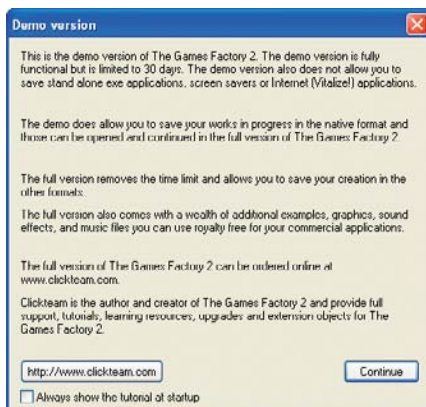 Demo version
This is the demo version of The Games Factory 2. The demo version is fully
functional but is limited to 30 days. The demo version also does not allow you to
save stand alone exe applications, screen savers or Internet (Vitalize!) applications.
The demo does allow you to save your works in progress in the native format and
those can be opened and continued in the full version of The Games Factory 2.
The full version removes the time limit and allows you to save your creation in the
other formats.
The full version also comes with a wealth of additional examples, graphics, sound
effects, and music files you can use royalty free for your commercial applications.
The full version of The Games Factory 2 can be ordered online at
www.clickteam.com.
Clickteam is the author and creator of The Games Factory 2 and provide full
support, tutorials, learning resources, upgrades and extension objects for The
Games Factory 2.
http://www.clickteam.com
Continue
Always show the tutorial at startup